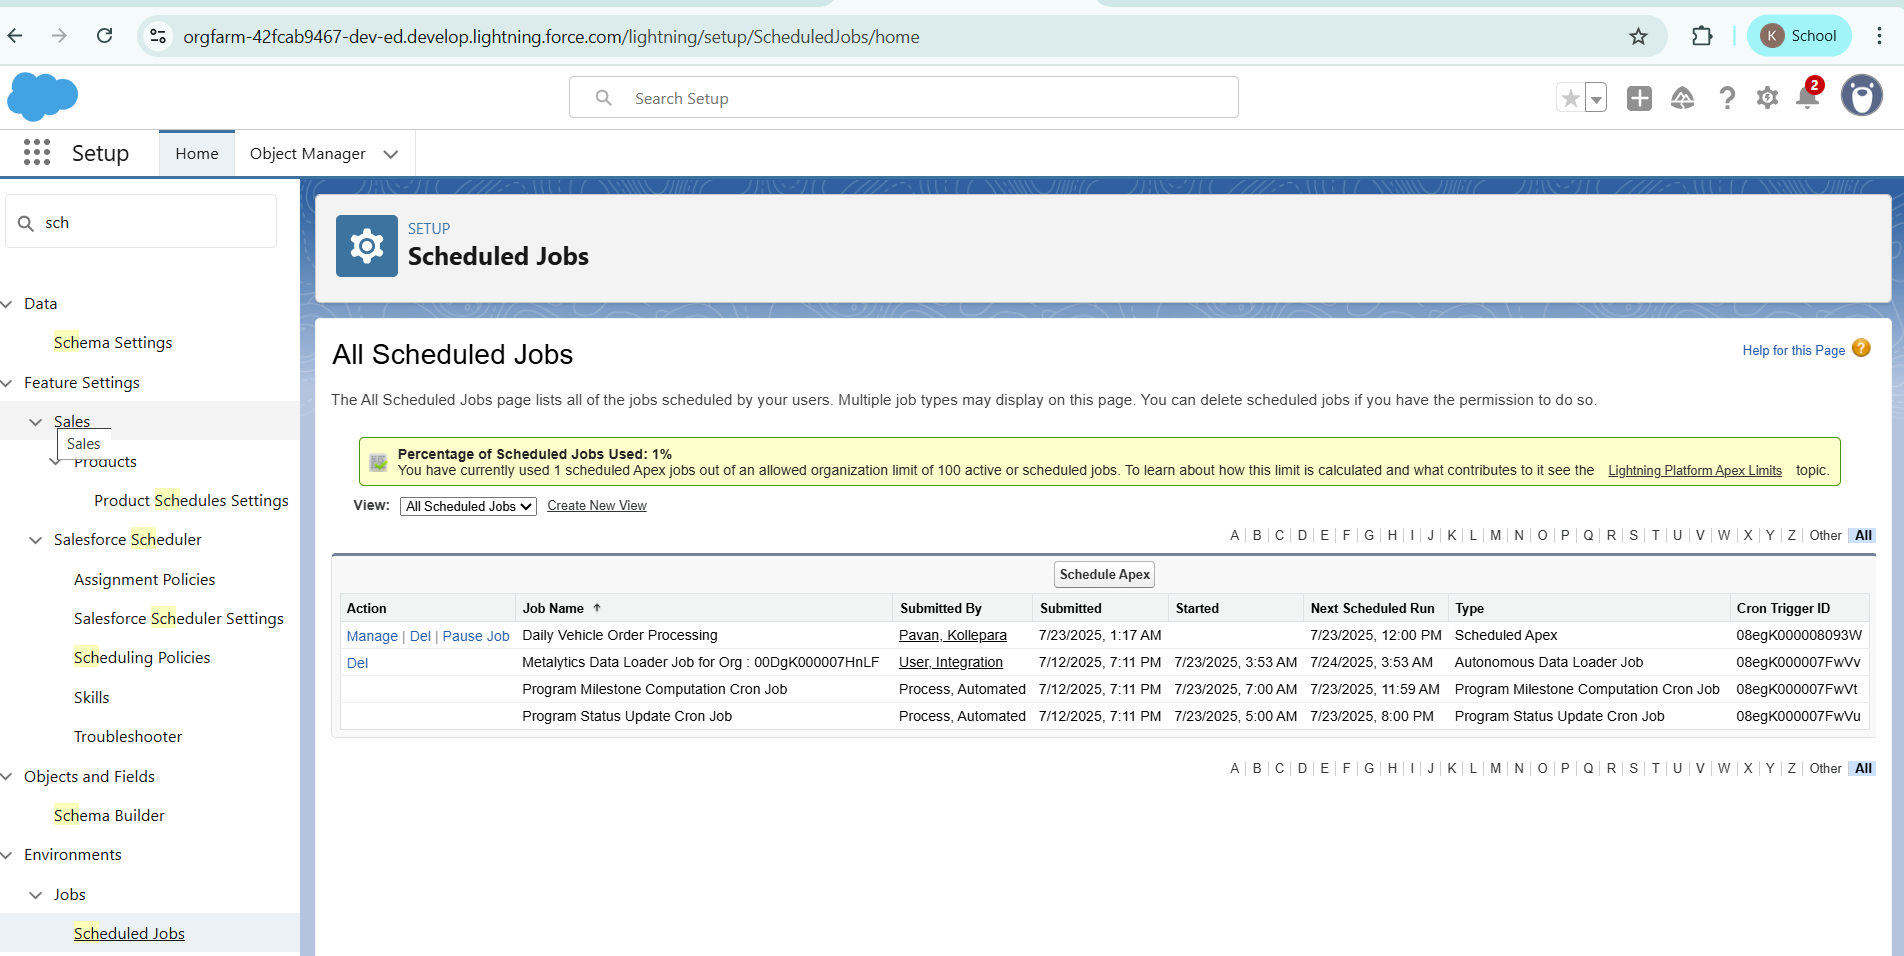 orgfarm-42fcab9467-dev-ed.develop.lightning.force.com/lightning/setup/ScheduledJobs/home
K School
Search Setup
2
Setup Home Object Manager
sch
Data
Schema Settings
Feature Settings
Sales
Sales
Products
Product Schedules Settings
Salesforce Scheduler
Assignment Policies
Salesforce Scheduler Settings
Scheduling Policies
Skills
Troubleshooter
Objects and Fields
Schema Builder
Environments
Jobs
Scheduled Jobs
SETUP
Scheduled Jobs
All Scheduled Jobs
Help for this Page ?
The All Scheduled Jobs page lists all of the jobs scheduled by your users. Multiple job types may display on this page. You can delete scheduled jobs if you have the permission to do so.
Percentage of Scheduled Jobs Used: 1%
You have currently used 1 scheduled Apex jobs out of an allowed organization limit of 100 active or scheduled jobs. To learn about how this limit is calculated and what contributes to it see the Lightning Platform Apex Limits topic.
View: All Scheduled Jobs Create New View
A | B | C | D | E | F | G | H | I | J | K | L | M | N | O | P | Q | R | S | T | U | V | W | X | Y | Z | Other | All
Schedule Apex
Action Job Name ↑ Submitted By Submitted Started Next Scheduled Run Type Cron Trigger ID
Manage | Del | Pause Job Daily Vehicle Order Processing Pavan, Kollepara 7/23/2025, 1:17 AM 7/23/2025, 12:00 PM Scheduled Apex 08egK000008093W
Del Metalytics Data Loader Job for Org : 00DgK000007HnLF User, Integration 7/12/2025, 7:11 PM 7/23/2025, 3:53 AM 7/24/2025, 3:53 AM Autonomous Data Loader Job 08egK000007FwVv
Program Milestone Computation Cron Job Process, Automated 7/12/2025, 7:11 PM 7/23/2025, 7:00 AM 7/23/2025, 11:59 AM Program Milestone Computation Cron Job 08egK000007FwVt
Program Status Update Cron Job Process, Automated 7/12/2025, 7:11 PM 7/23/2025, 5:00 AM 7/23/2025, 8:00 PM Program Status Update Cron Job 08egK000007FwVu
A | B | C | D | E | F | G | H | I | J | K | L | M | N | O | P | Q | R | S | T | U | V | W | X | Y | Z | Other | All